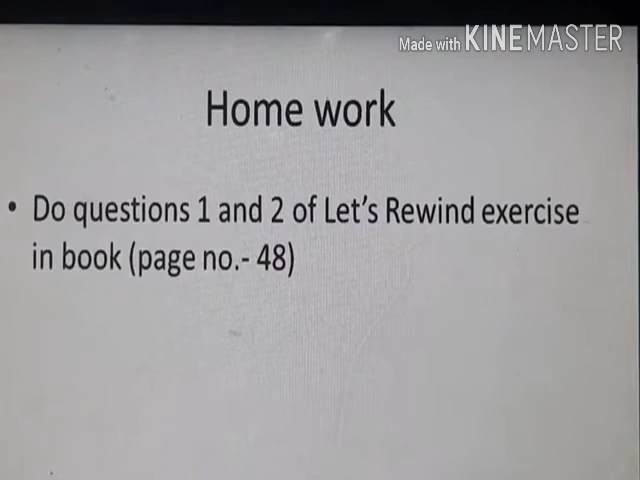 Made with KINEMASTER
Home work
• Do questions 1 and 2 of Let's Rewind exercise
in book (page no.- 48)